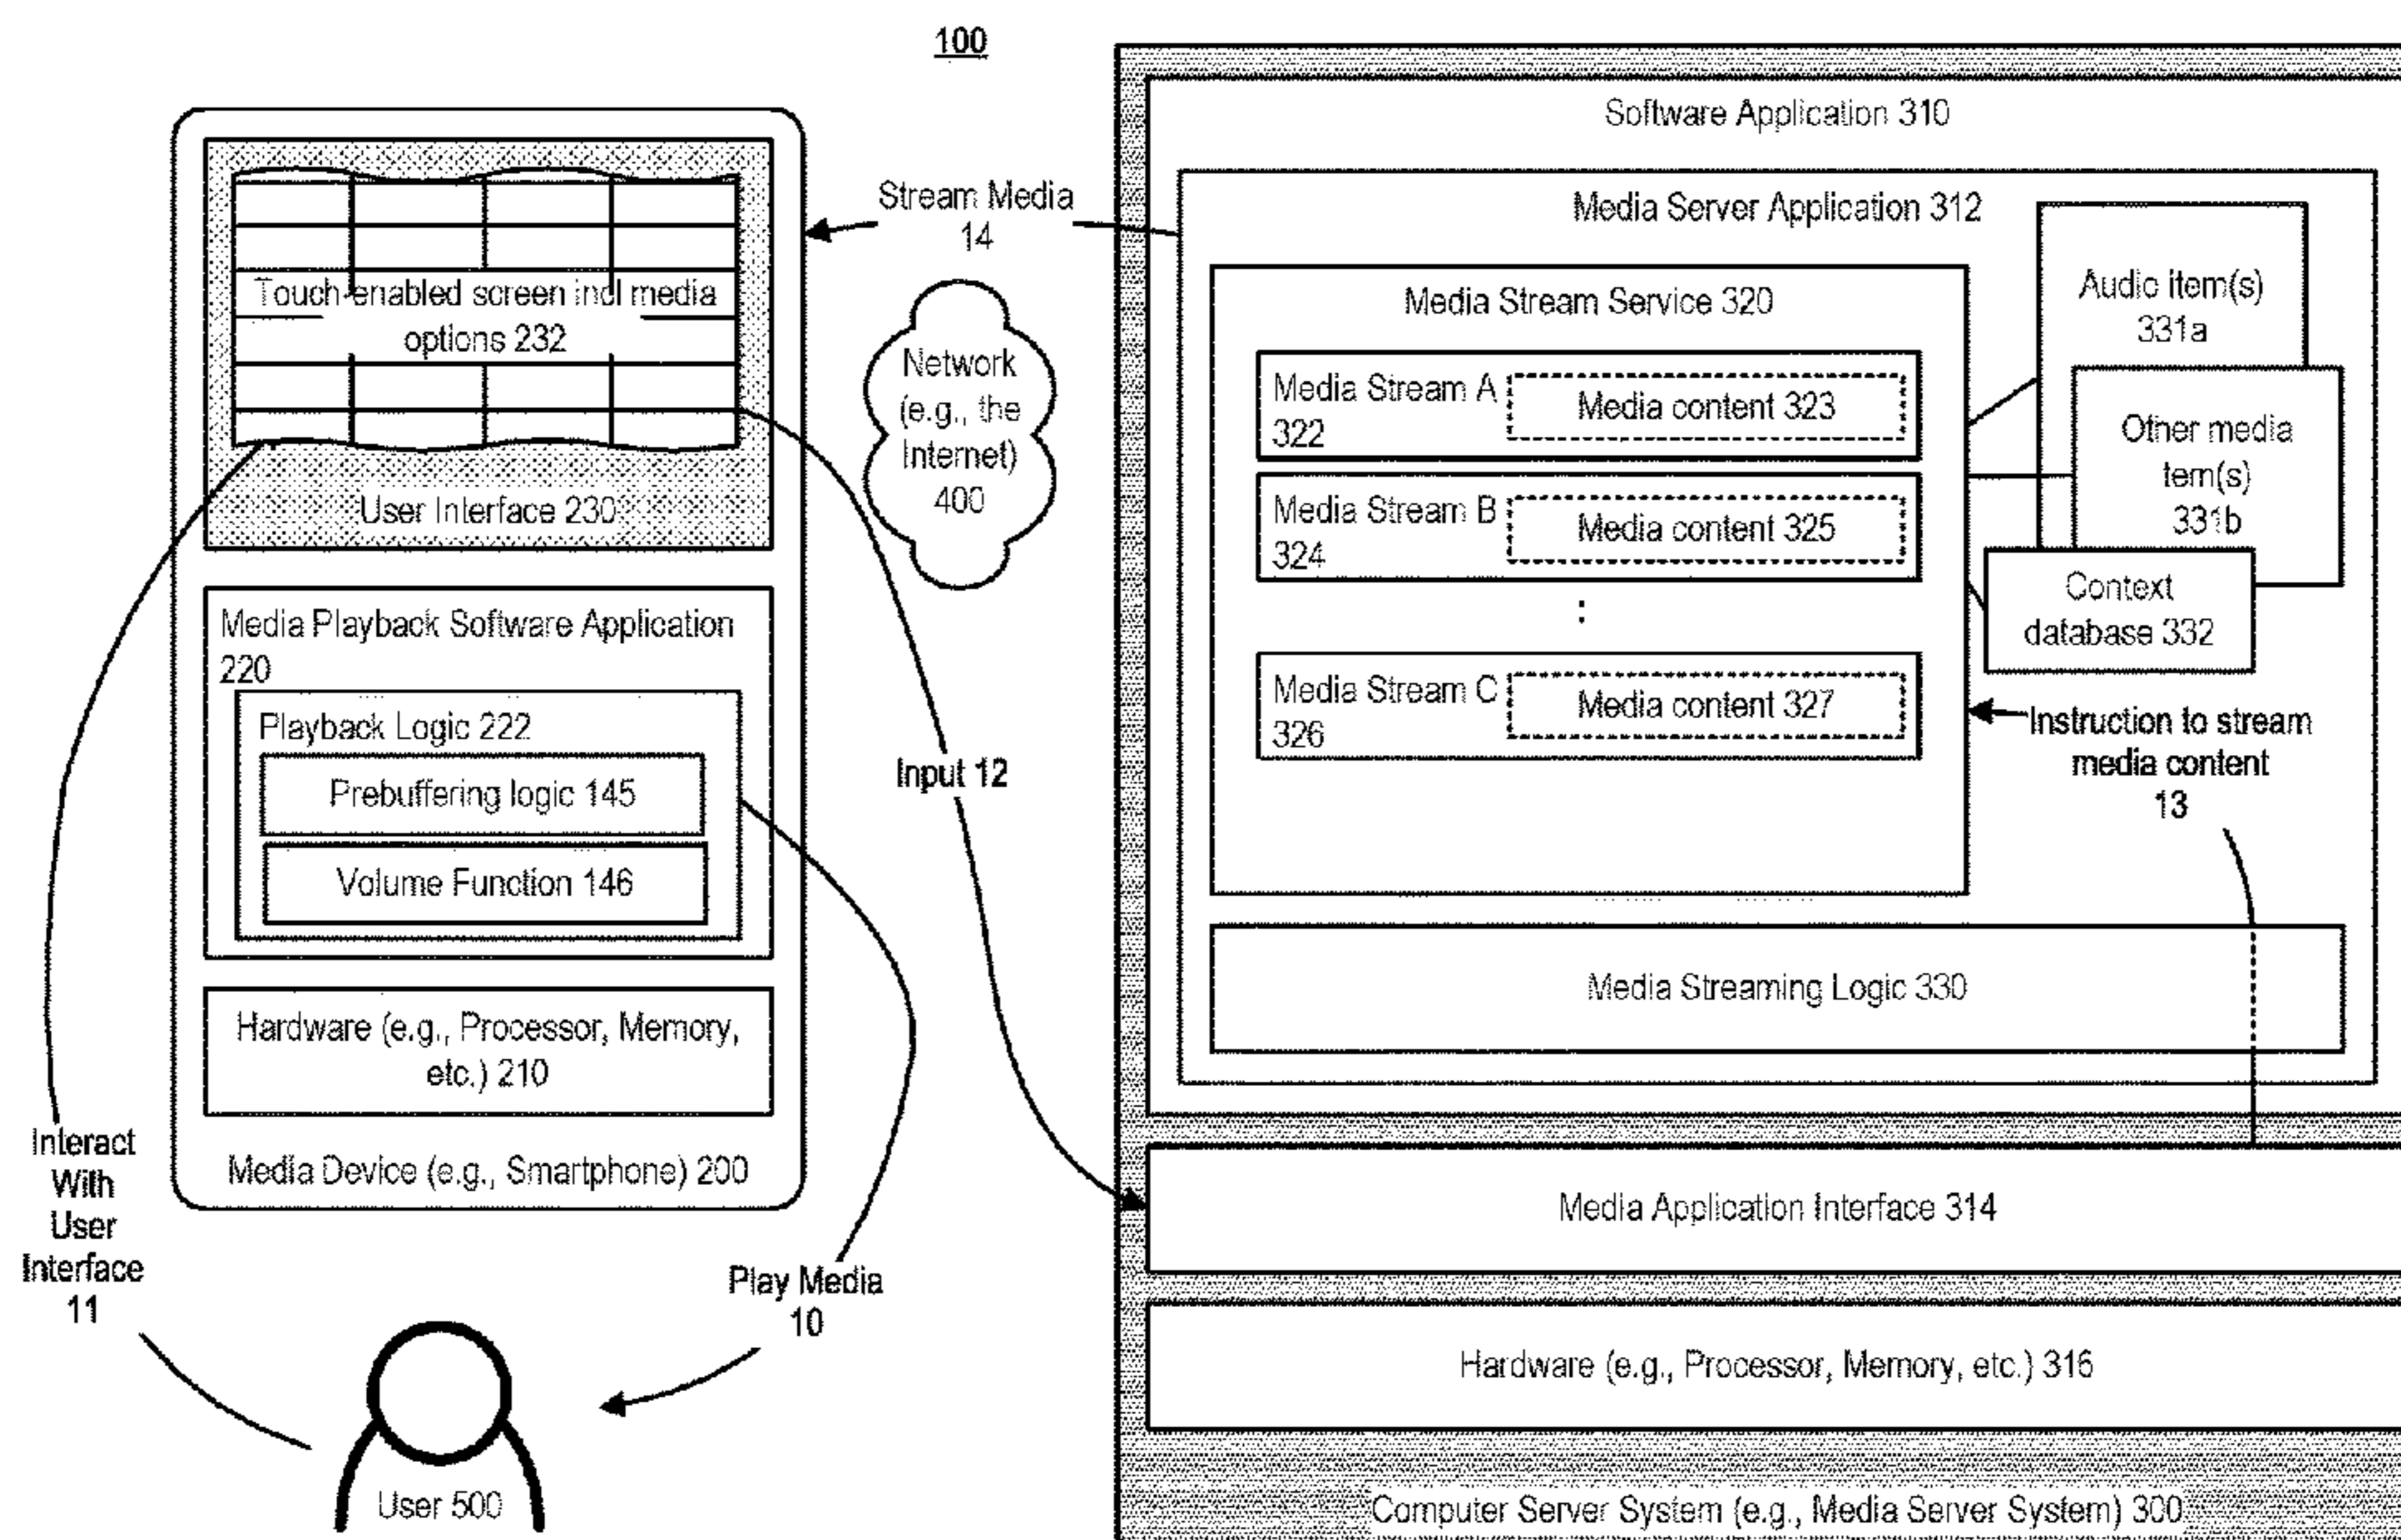 100
Touch-enabled screen incl media
options 232
User Interface 230
Media Playback Software Application
220
Playback Logic 222
Prebuffering logic 145
Volume Function 146
Hardware (e.g., Processor, Memory,
etc.) 210
Media Device (e.g., Smartphone) 200
Interact
With
User
Interface
11
User 500
Play Media
10
Stream Media
14
Network
(e.g., the
Internet)
400
Input 12
Software Application 310
Media Server Application 312
Media Stream Service 320
Media Stream A
322
Media content 323
Media Stream B
324
Media content 325
:
Media Stream C
326
Media content 327
Audio item(s)
331a
Other media
tem(s)
331b
Context
database 332
Instruction to stream
media content
13
Media Streaming Logic 330
Media Application Interface 314
Hardware (e.g., Processor, Memory, etc.) 316
Computer Server System (e.g., Media Server System) 300